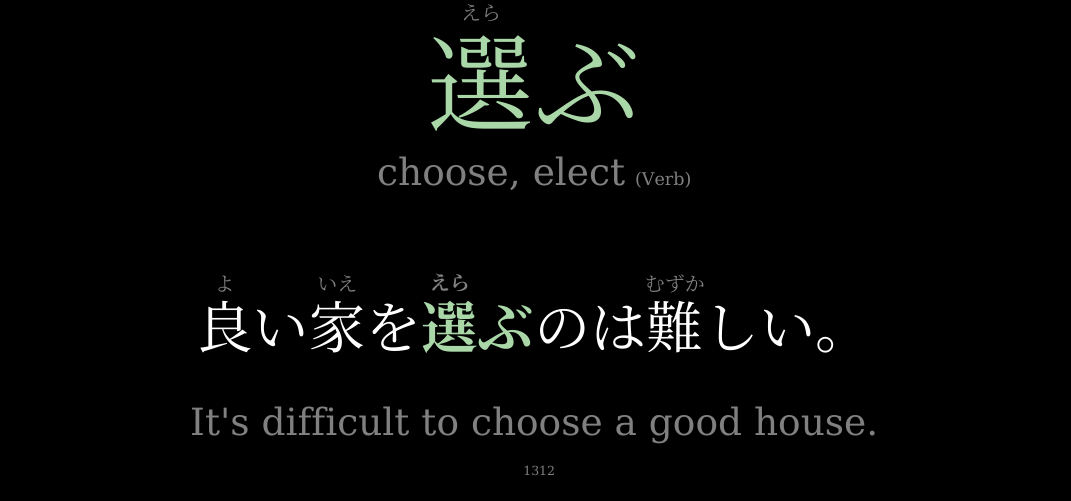 えら
選ぶ
choose, elect (Verb)
よ いえ えら むずか
良い家を選ぶのは難しい。
It's difficult to choose a good house.
1312